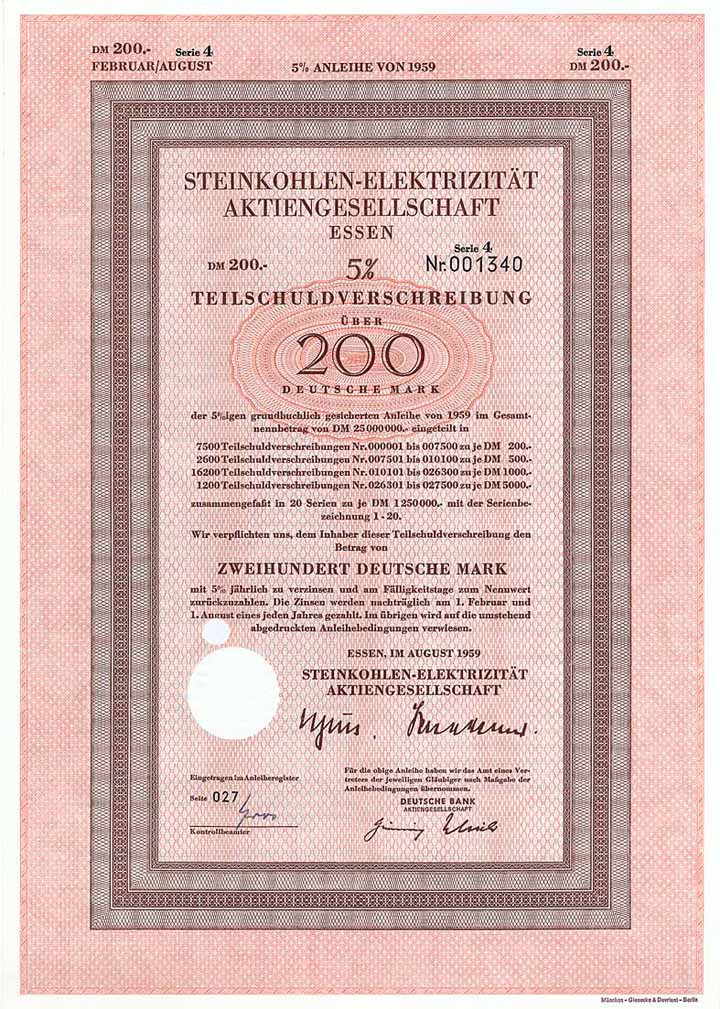 DM 200.- Serie 4 Serie 4
FEBRUAR/AUGUST 5% ANLEIHE VON 1959 DM 200.-
STEINKOHLEN-ELEKTRIZITÄT
AKTIENGESELLSCHAFT
ESSEN
Serie 4
DM 200.- 5% Nr.001340
TEILSCHULDVERSCHREIBUNG
ÜBER
200
DEUTSCHE MARK
der 5%igen grundbuchlich gesicherten Anleihe von 1959 im Gesamt-
nennbetrag von DM 25000000.- eingeteilt in
7500 Teilschuldverschreibungen Nr.000001 bis 007500 zu je DM 200.-
2600 Teilschuldverschreibungen Nr.007501 bis 010100 zu je DM 500.-
16200 Teilschuldverschreibungen Nr.010101 bis 026300 zu je DM 1000.-
1200 Teilschuldverschreibungen Nr.026301 bis 027500 zu je DM 5000.-
zusammengefaßt in 20 Serien zu je DM 1250000.- mit der Serienbe-
zeichnung 1-20.
Wir verpflichten uns, dem Inhaber dieser Teilschuldverschreibung den
Betrag von
ZWEIHUNDERT DEUTSCHE MARK
mit 5% jährlich zu verzinsen und am Fälligkeitstage zum Nennwert
zurückzuzahlen. Die Zinsen werden nachträglich am 1. Februar und
1. August eines jeden Jahres gezahlt. Im übrigen wird auf die umstehend
abgedruckten Anleihebedingungen verwiesen.
ESSEN, IM AUGUST 1959
STEINKOHLEN-ELEKTRIZITÄT
AKTIENGESELLSCHAFT
Eingetragen im Anleiheregister
Seite 027
Kontrollbeamter
Für die obige Anleihe haben wir das Amt eines Ver-
treters der jeweiligen Gläubiger nach Maßgabe der
Anleihebedingungen übernommen.
DEUTSCHE BANK
AKTIENGESELLSCHAFT
München - Giesecke & Devrient - Berlin